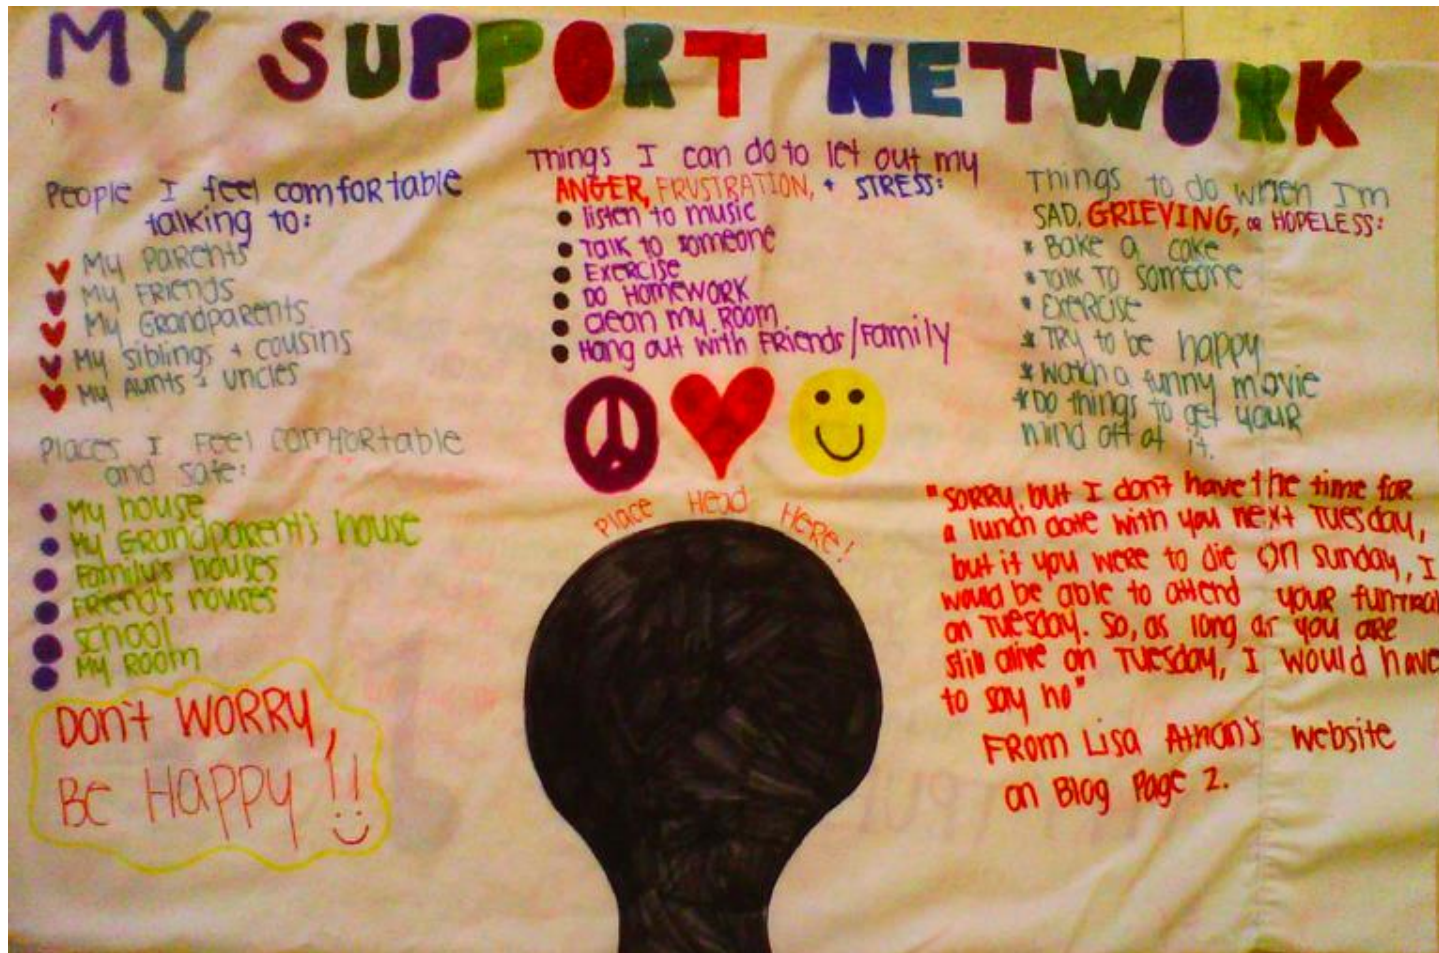 MY SUPPORT NETWORK
People I feel comfortable
talking to:
My Parents
My Friends
My Grandparents
My siblings + cousins
My Aunts + uncles
Places I Feel comfortable
and safe:
My house
My Grandparent's house
Family's houses
Friend's houses
school
My Room
DON'T WORRY,
BE HAPPY!!
Things I can do to let out my
ANGER, FRUSTRATION, + STRESS:
listen to music
Talk to someone
Exercise
Do Homework
clean my Room
Hang out with Friends/Family
Place Head Here!
Things to do when I'm
SAD, GRIEVING, or HOPELESS:
* Bake a cake
* Talk To someone
* Exercise
* TRY to be happy
* watch a funny movie
* Do things to get your
mind off of it.
"Sorry, but I don't have the time for
a lunch date with you next Tuesday,
but if you were to die on Sunday, I
would be able to attend your funeral
on Tuesday. So, as long as you are
still alive on Tuesday, I would have
to say no"
From Lisa Athan's website
on Blog Page 2.